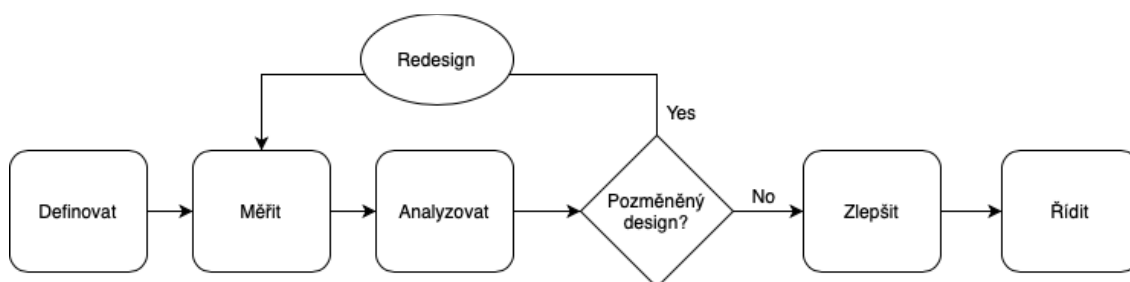 Redesign
Yes
Definovat
Měřit
Analyzovat
Pozměněný
design?
No
Zlepšit
Řídit